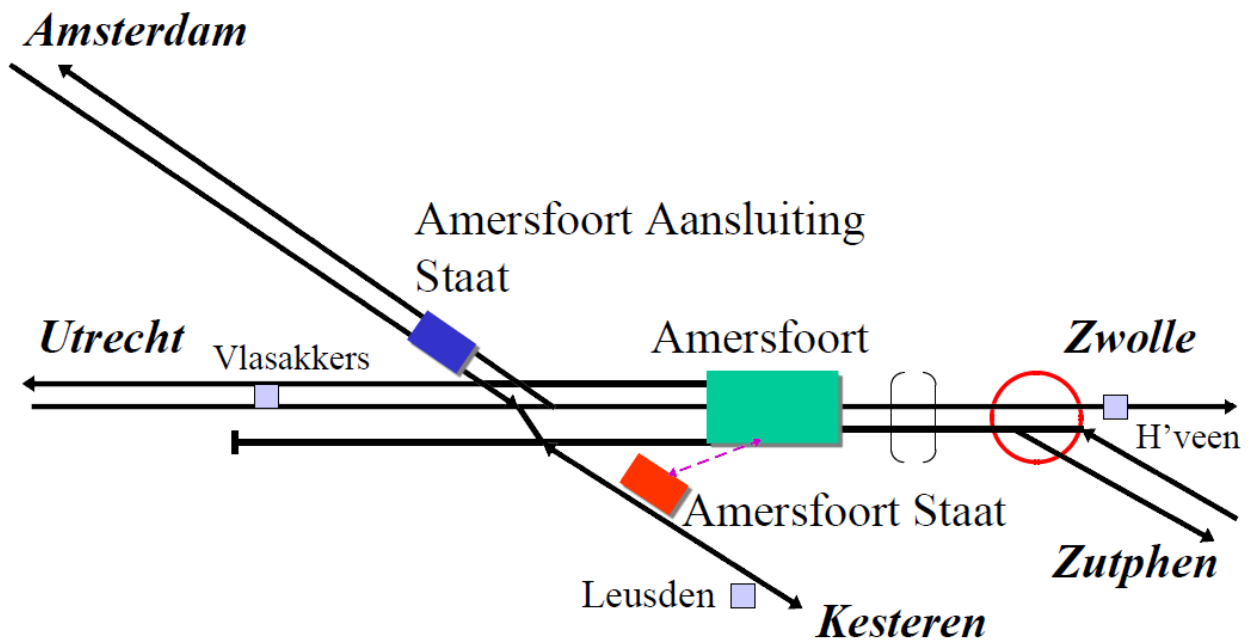 Amsterdam
Amersfoort Aansluiting
Staat
Utrecht
Vlasakkers
Amersfoort
Zwolle
H'veen
Amersfoort Staat
Zutphen
Leusden
Kesteren